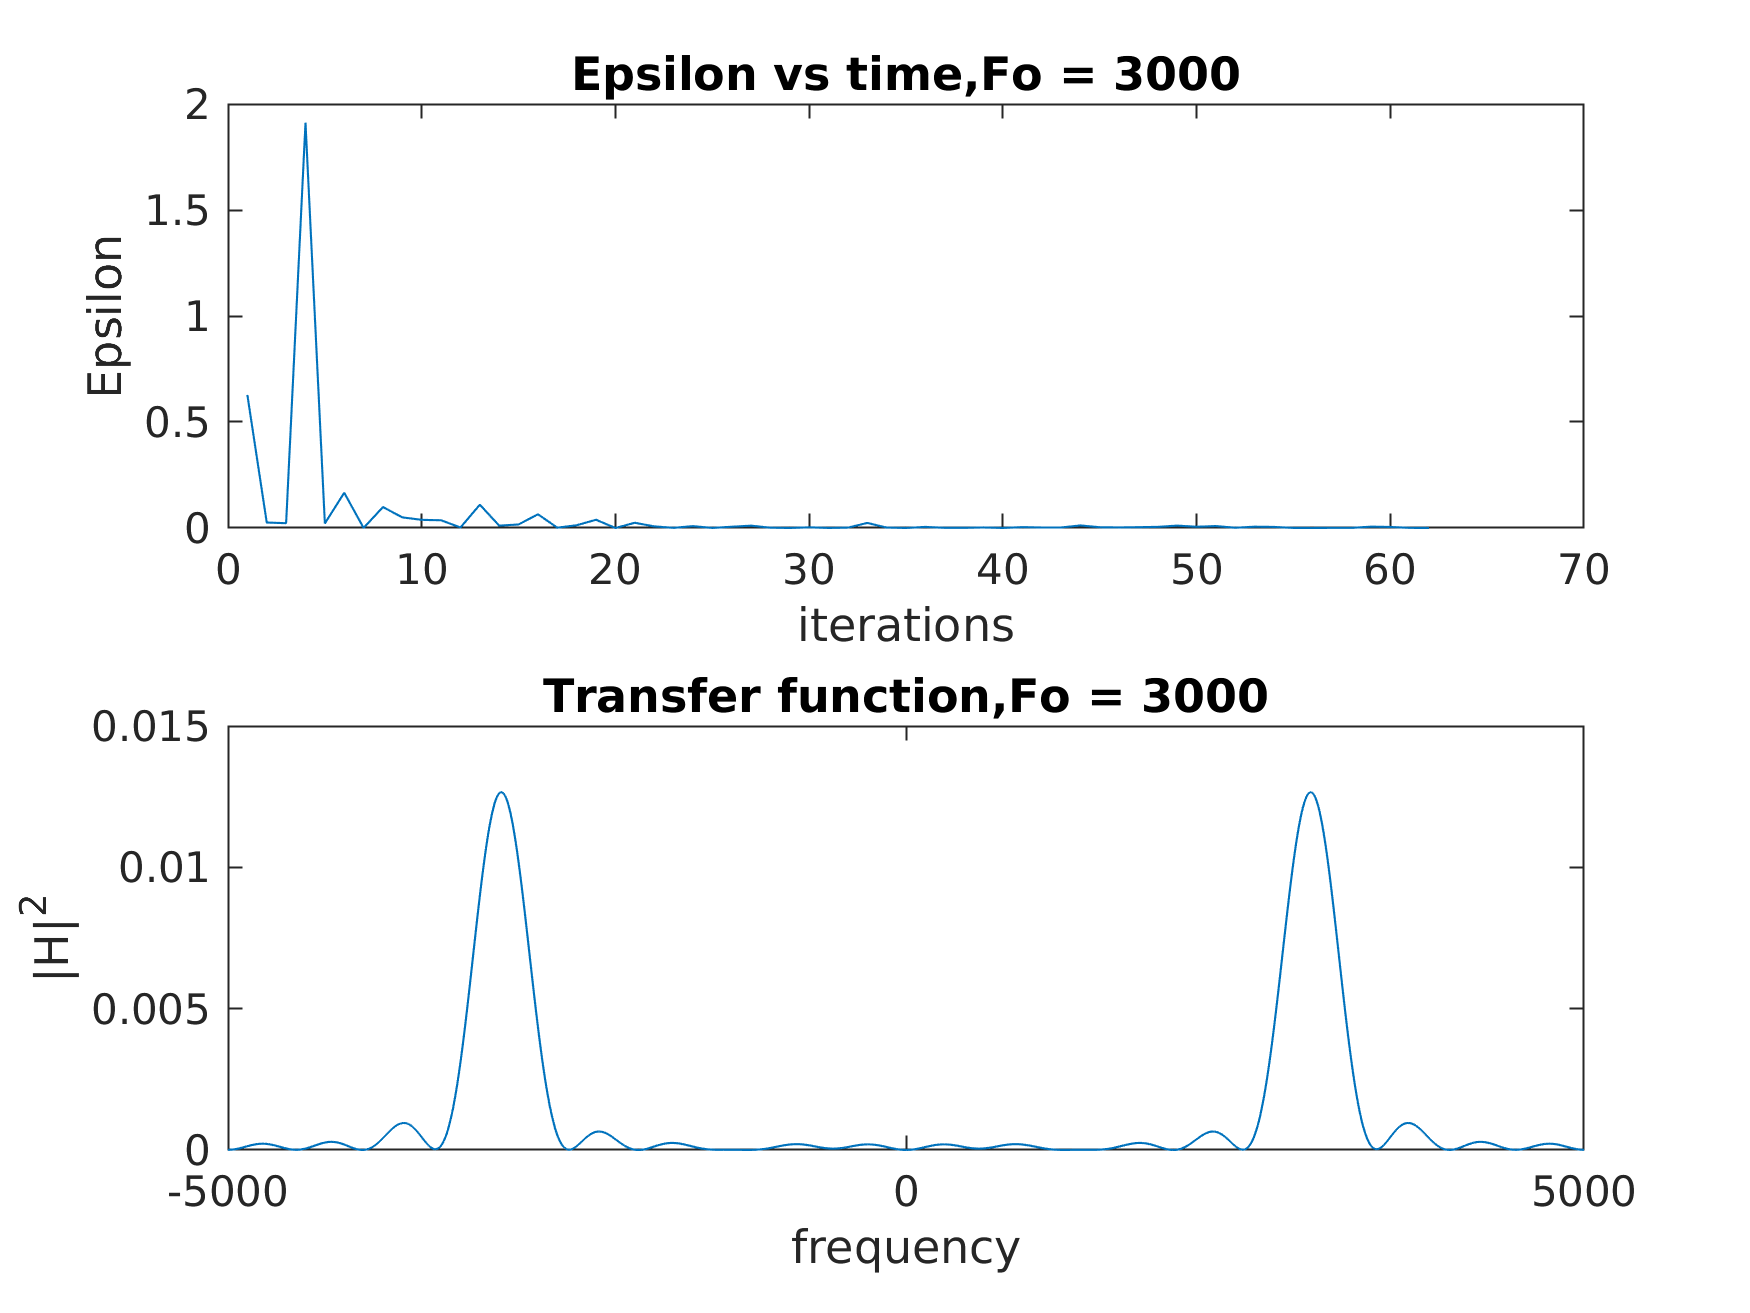 Epsilon vs time,Fo = 3000
2
1.5
1
0.5
0
Epsilon
0 10 20 30 40 50 60 70
iterations
Transfer function,Fo = 3000
0.015
0.01
0.005
0
|H|²
-5000 0 5000
frequency